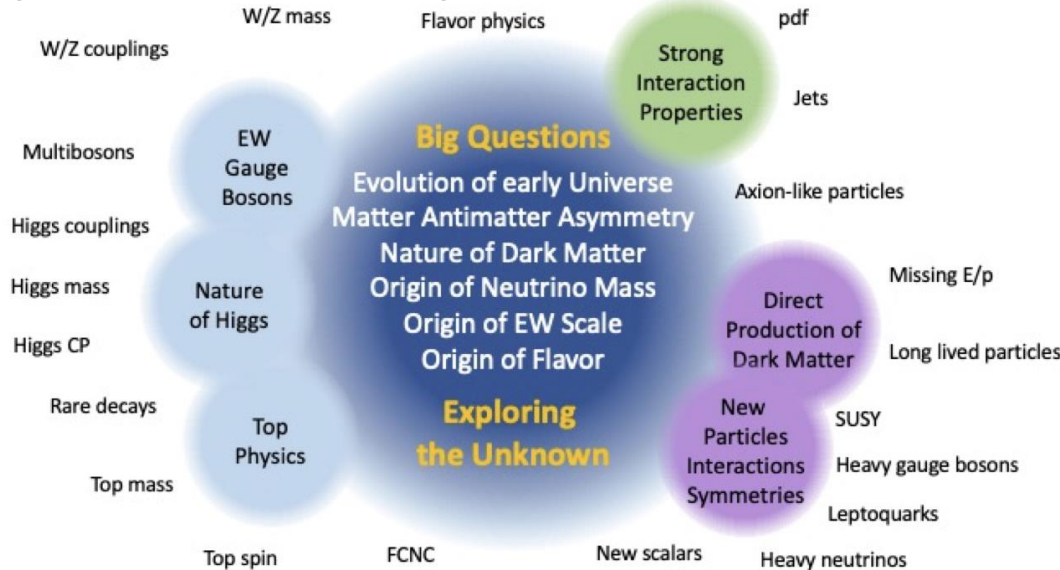 W/Z mass
Flavor physics
pdf
W/Z couplings
Strong
Interaction
Properties
Jets
EW
Gauge
Bosons
Multibosons
Big Questions
Evolution of early Universe
Matter Antimatter Asymmetry
Nature of Dark Matter
Origin of Neutrino Mass
Origin of EW Scale
Origin of Flavor
Exploring
the Unknown
Axion-like particles
Higgs couplings
Higgs mass
Higgs CP
Nature
of Higgs
Missing E/p
Direct
Production of
Dark Matter
Long lived particles
Rare decays
Top
Physics
Top mass
New
Particles
Interactions
Symmetries
SUSY
Heavy gauge bosons
Leptoquarks
Top spin
FCNC
New scalars
Heavy neutrinos